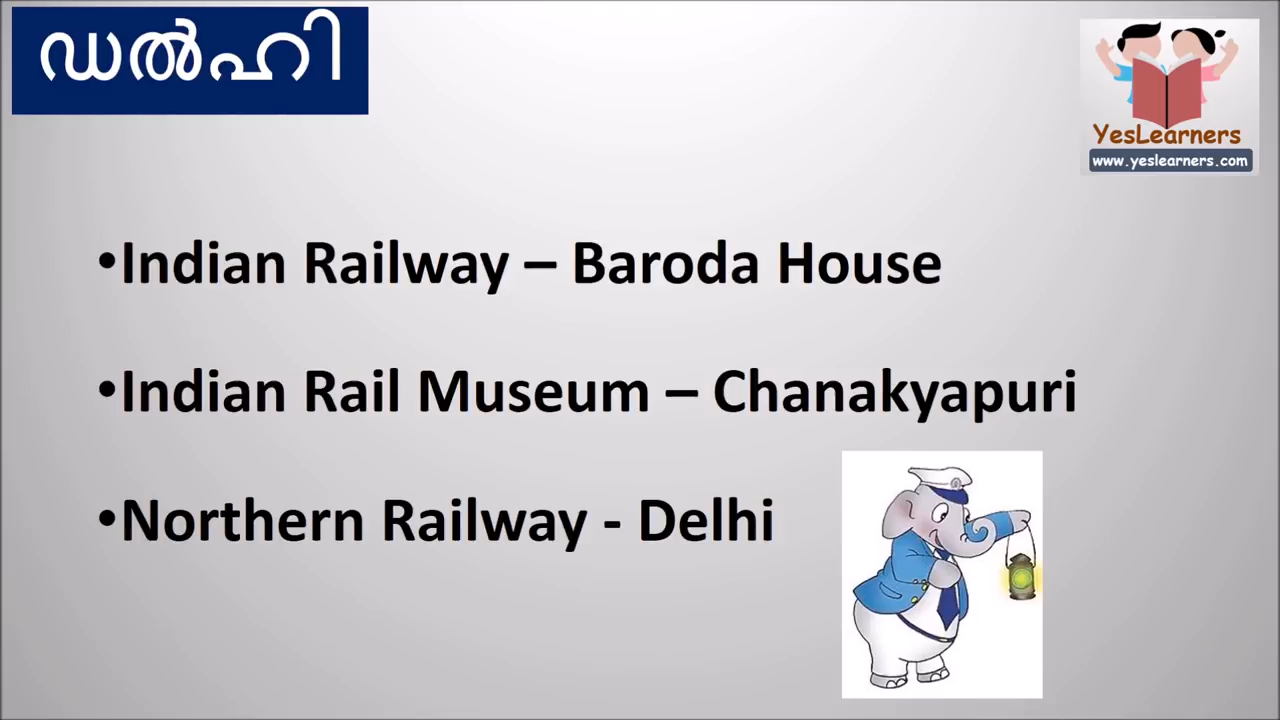 ഡൽഹി
YesLearners
www.yeslearners.com
•Indian Railway – Baroda House
•Indian Rail Museum – Chanakyapuri
•Northern Railway - Delhi